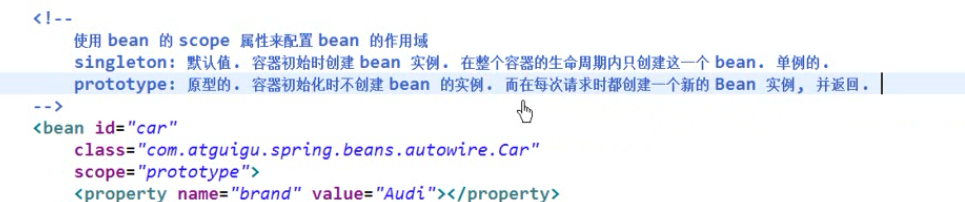 <!--
使用 bean 的 scope 属性来配置 bean 的作用域
singleton: 默认值. 容器初始时创建 bean 实例. 在整个容器的生命周期内只创建这一个 bean. 单例的.
prototype: 原型的. 容器初始化时不创建 bean 的实例. 而在每次请求时都创建一个新的 Bean 实例, 并返回.
-->
<bean id="car"
class="com.atguigu.spring.beans.autowire.Car"
scope="prototype">
<property name="brand" value="Audi"></property>